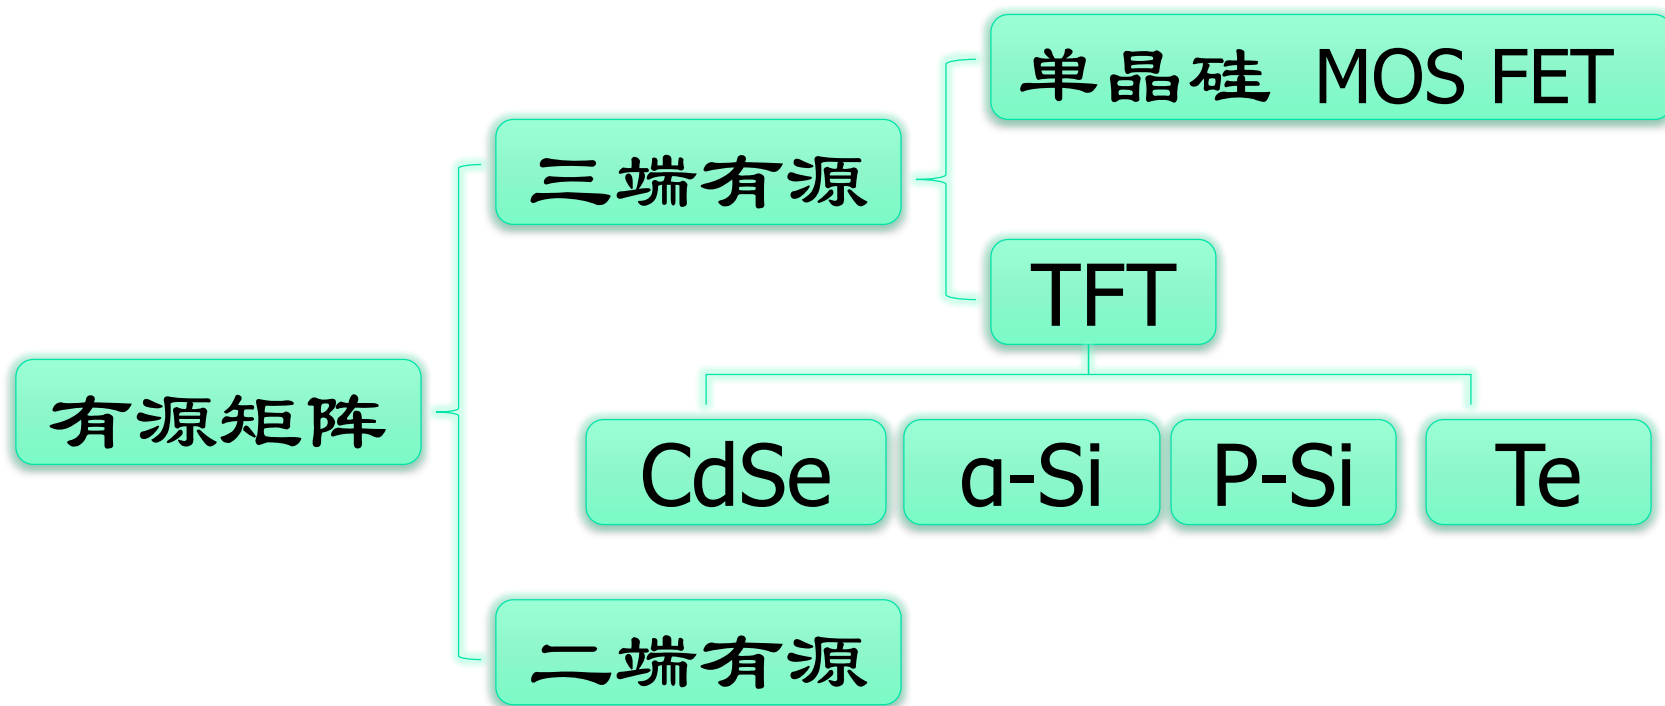 单晶硅 MOS FET
三端有源
TFT
有源矩阵
CdSe
ɑ-Si
P-Si
Te
二端有源